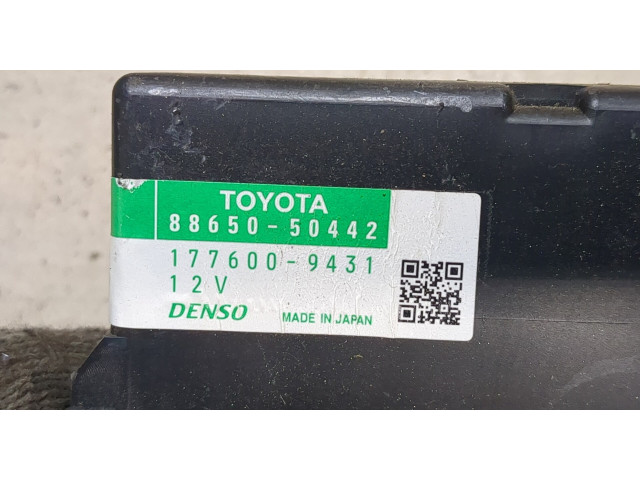 TOYOTA
88650-50442
177600-9431
12V
DENSO MADE IN JAPAN